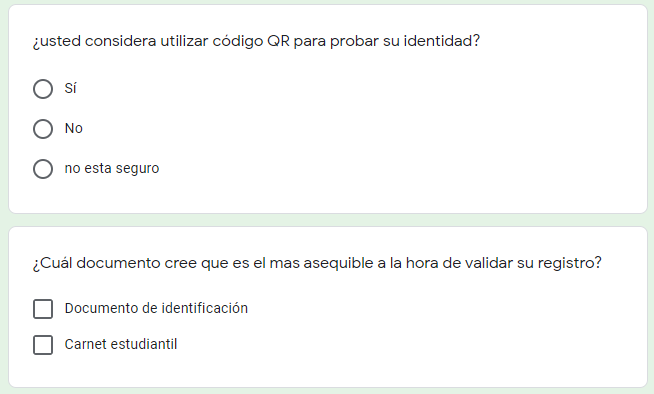 ¿usted considera utilizar código QR para probar su identidad?
Sí
No
no esta seguro
¿Cuál documento cree que es el mas asequible a la hora de validar su registro?
Documento de identificación
Carnet estudiantil